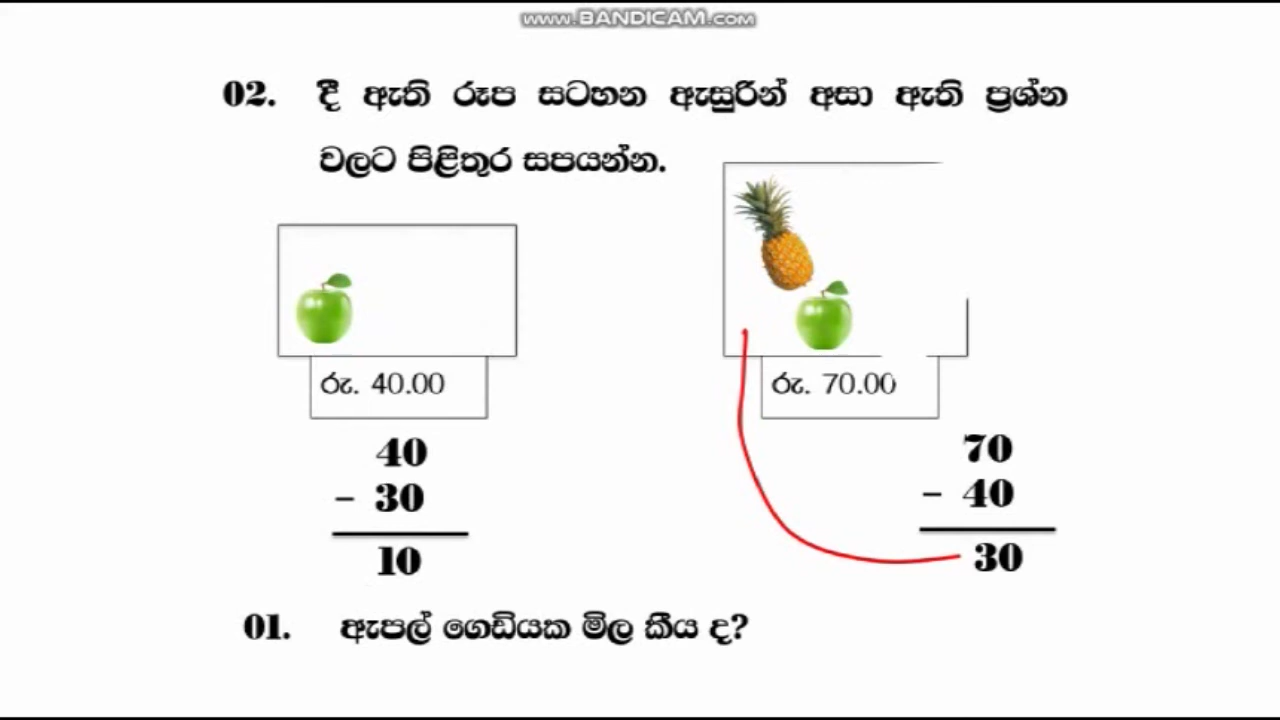 www.BANDICAM.com
02. දී ඇති රූප සටහන ඇසුරින් අසා ඇති ප්‍රශ්න
වලට පිළිතුර සපයන්න.
රු. 40.00
රු. 70.00
40
- 30
10
70
- 40
30
01. ඇපල් ගෙඩියක මිල කීය ද?